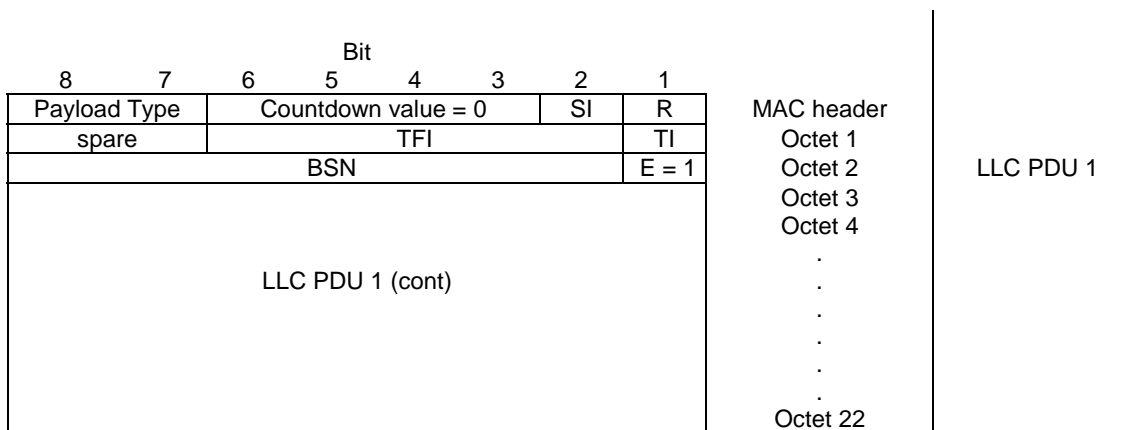 Bit
8 7 6 5 4 3 2 1
Payload Type Countdown value = 0 SI R MAC header
spare TFI TI Octet 1
BSN E = 1 Octet 2 LLC PDU 1
Octet 3
Octet 4
.
LLC PDU 1 (cont) .
.
.
.
.
Octet 22